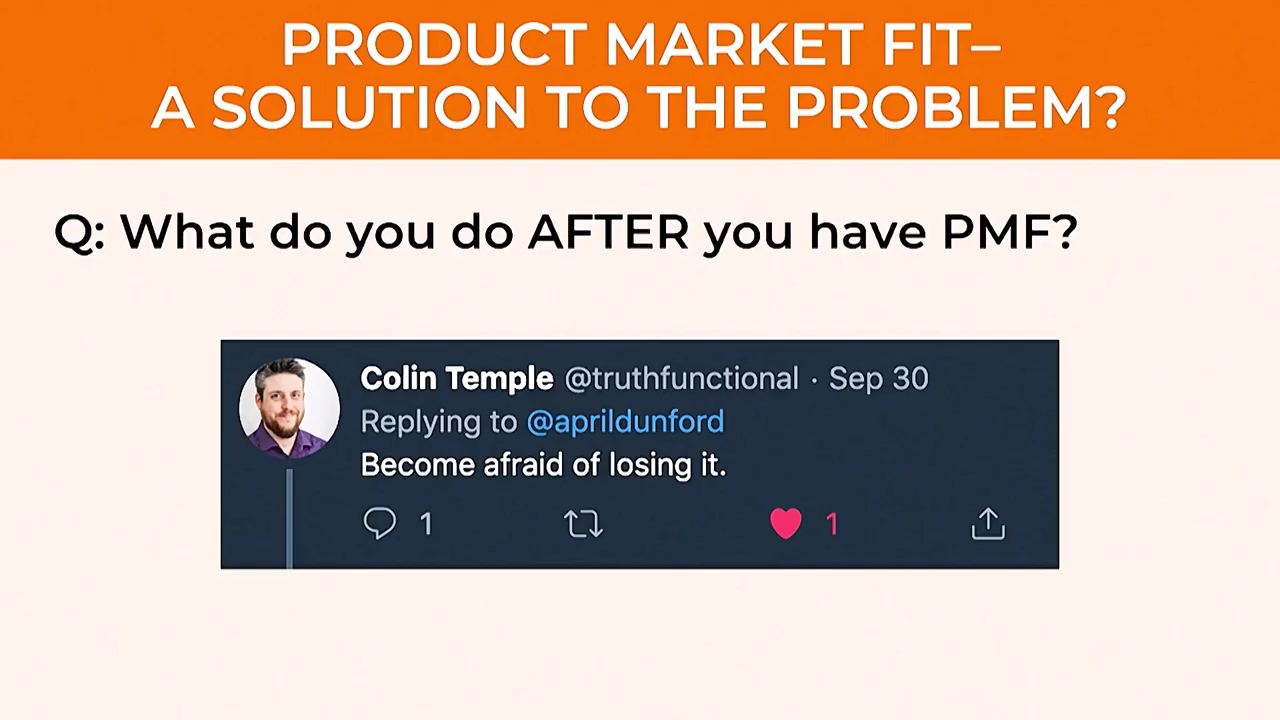 PRODUCT MARKET FIT–
A SOLUTION TO THE PROBLEM?
Q: What do you do AFTER you have PMF?
Colin Temple @truthfunctional · Sep 30
Replying to @aprildunford
Become afraid of losing it.
1 1